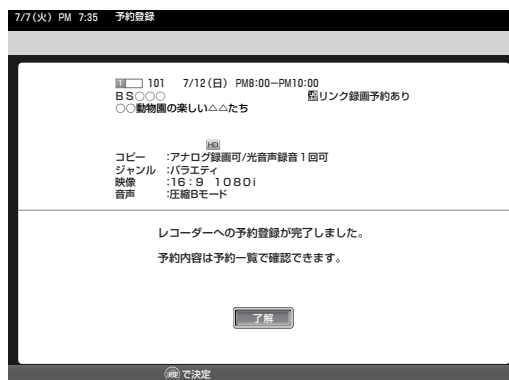 7/7(火) PM 7:35 予約登録
1 101 7/12(日) PM8:00−PM10:00
BS○○○ リンク録画予約あり
○○動物園の楽しい△△たち
HD
コピー :アナログ録画可/光音声録音1回可
ジャンル :バラエティ
映像 :16:9 1080i
音声 :圧縮Bモード
レコーダーへの予約登録が完了しました。
予約内容は予約一覧で確認できます。
了解
決定 で決定